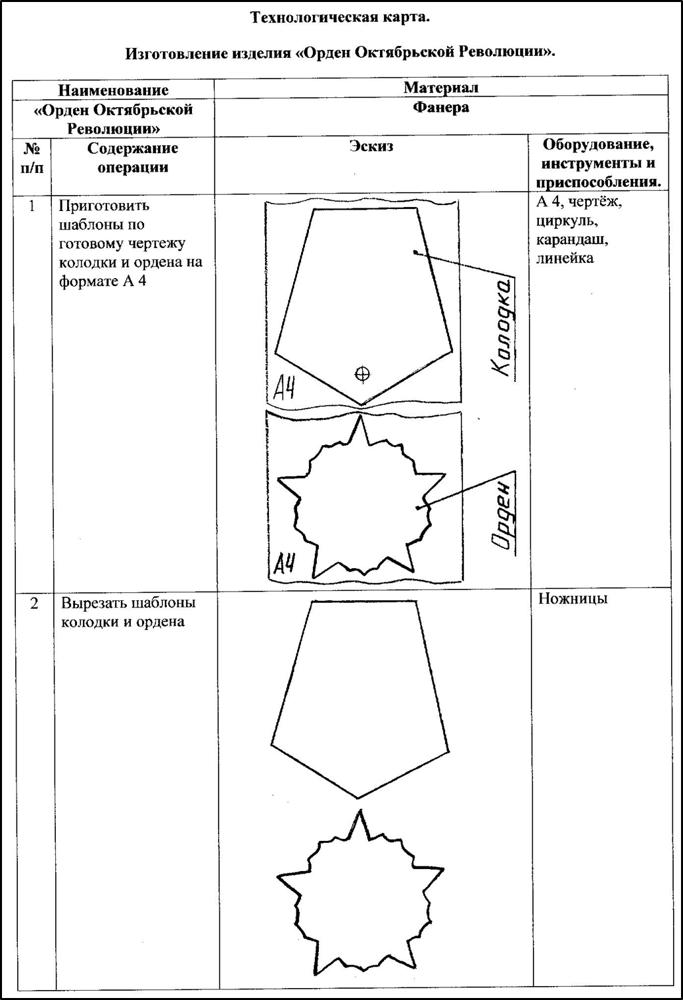 Технологическая карта.
Изготовление изделия «Орден Октябрьской Революции».
Наименование
Материал
«Орден Октябрьской
Революции»
Фанера
№
п/п
Содержание
операции
Эскиз
Оборудование,
инструменты и
приспособления.
1
Приготовить
шаблоны по
готовому чертежу
колодки и ордена на
формате А 4
А4
Колодка
А4
Орден
А 4, чертёж,
циркуль,
карандаш,
линейка
2
Вырезать шаблоны
колодки и ордена
Ножницы